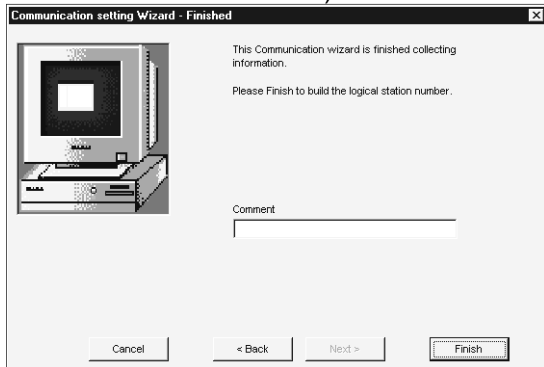 Communication setting Wizard - Finished
This Communication wizard is finished collecting
information.
Please Finish to build the logical station number.
Comment
Cancel
< Back
Next >
Finish